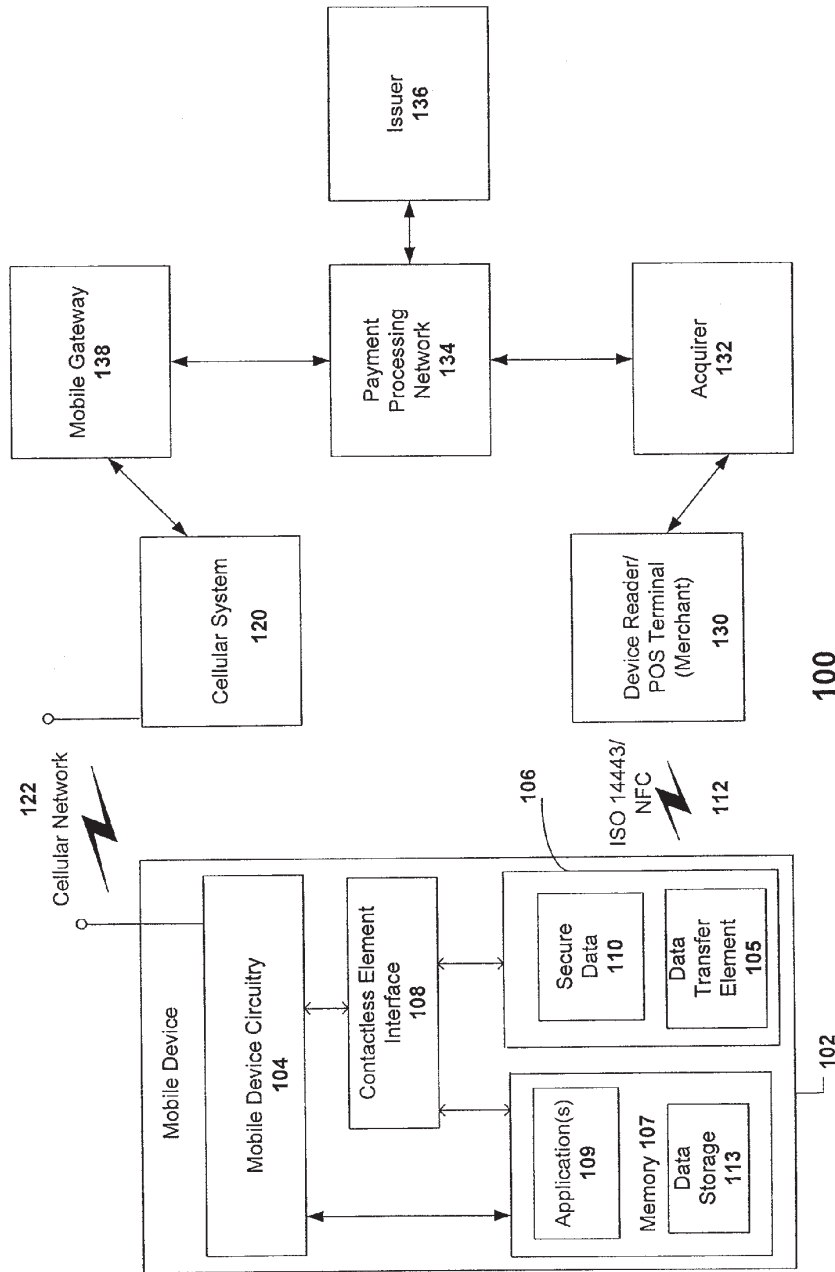 122
Cellular Network
Mobile Device
Mobile Device Circuitry
104
Contactless Element
Interface
108
Application(s)
109
Memory 107
Data
Storage
113
106
Secure
Data
110
Data
Transfer
Element
105
102
ISO 14443/
NFC
112
Cellular System
120
Device Reader/
POS Terminal
(Merchant)
130
Mobile Gateway
138
Payment
Processing
Network
134
Acquirer
132
Issuer
136
100